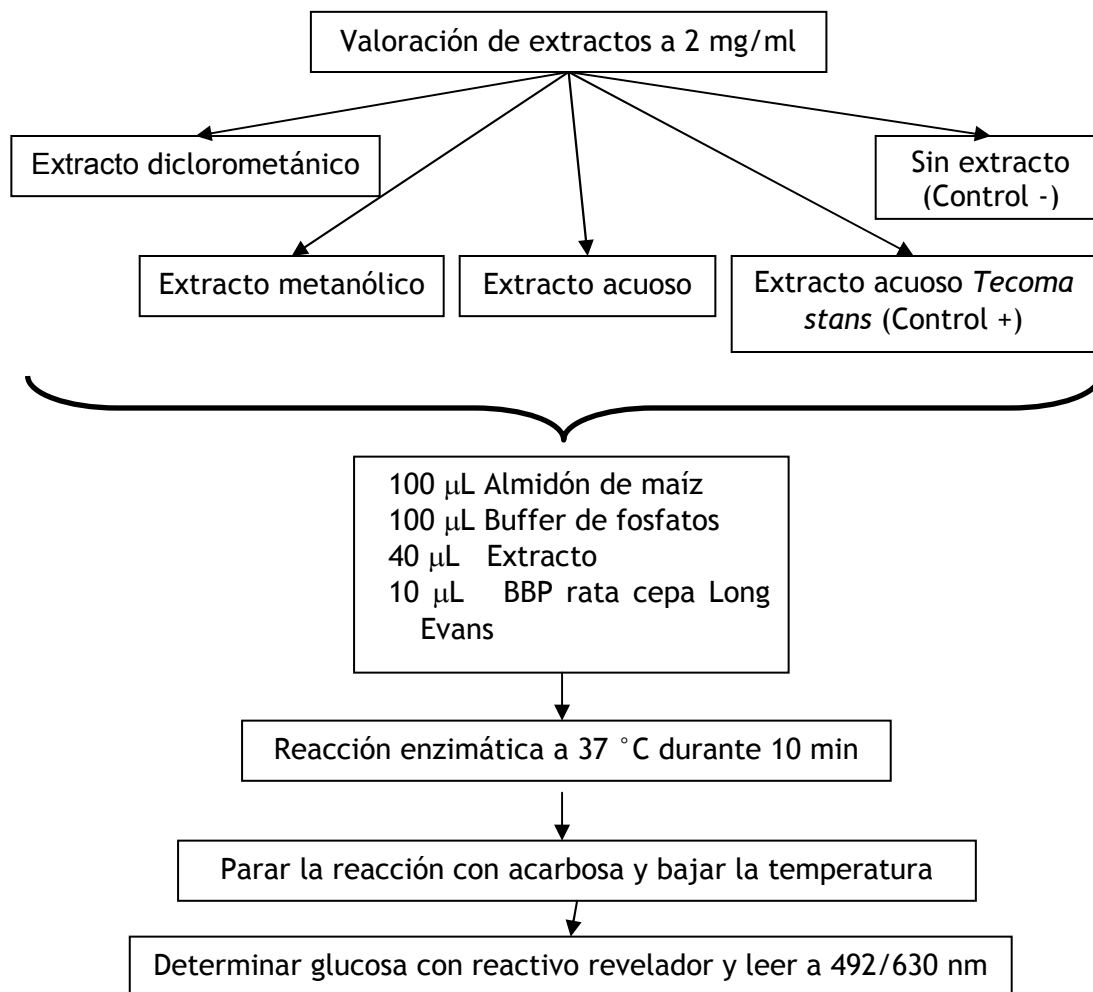 Valoración de extractos a 2 mg/ml
Extracto diclorometánico
Sin extracto
(Control -)
Extracto metanólico
Extracto acuoso
Extracto acuoso Tecoma
stans (Control +)
100 μL Almidón de maíz
100 μL Buffer de fosfatos
40 μL Extracto
10 μL BBP rata cepa Long
Evans
Reacción enzimática a 37 °C durante 10 min
Parar la reacción con acarbosa y bajar la temperatura
Determinar glucosa con reactivo revelador y leer a 492/630 nm